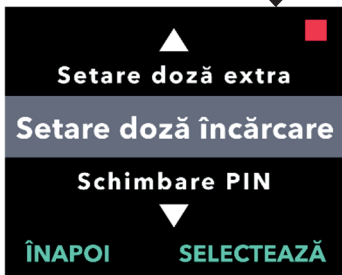 Setare doză extra
Setare doză încărcare
Schimbare PIN
ÎNAPOI SELECTEAZĂ